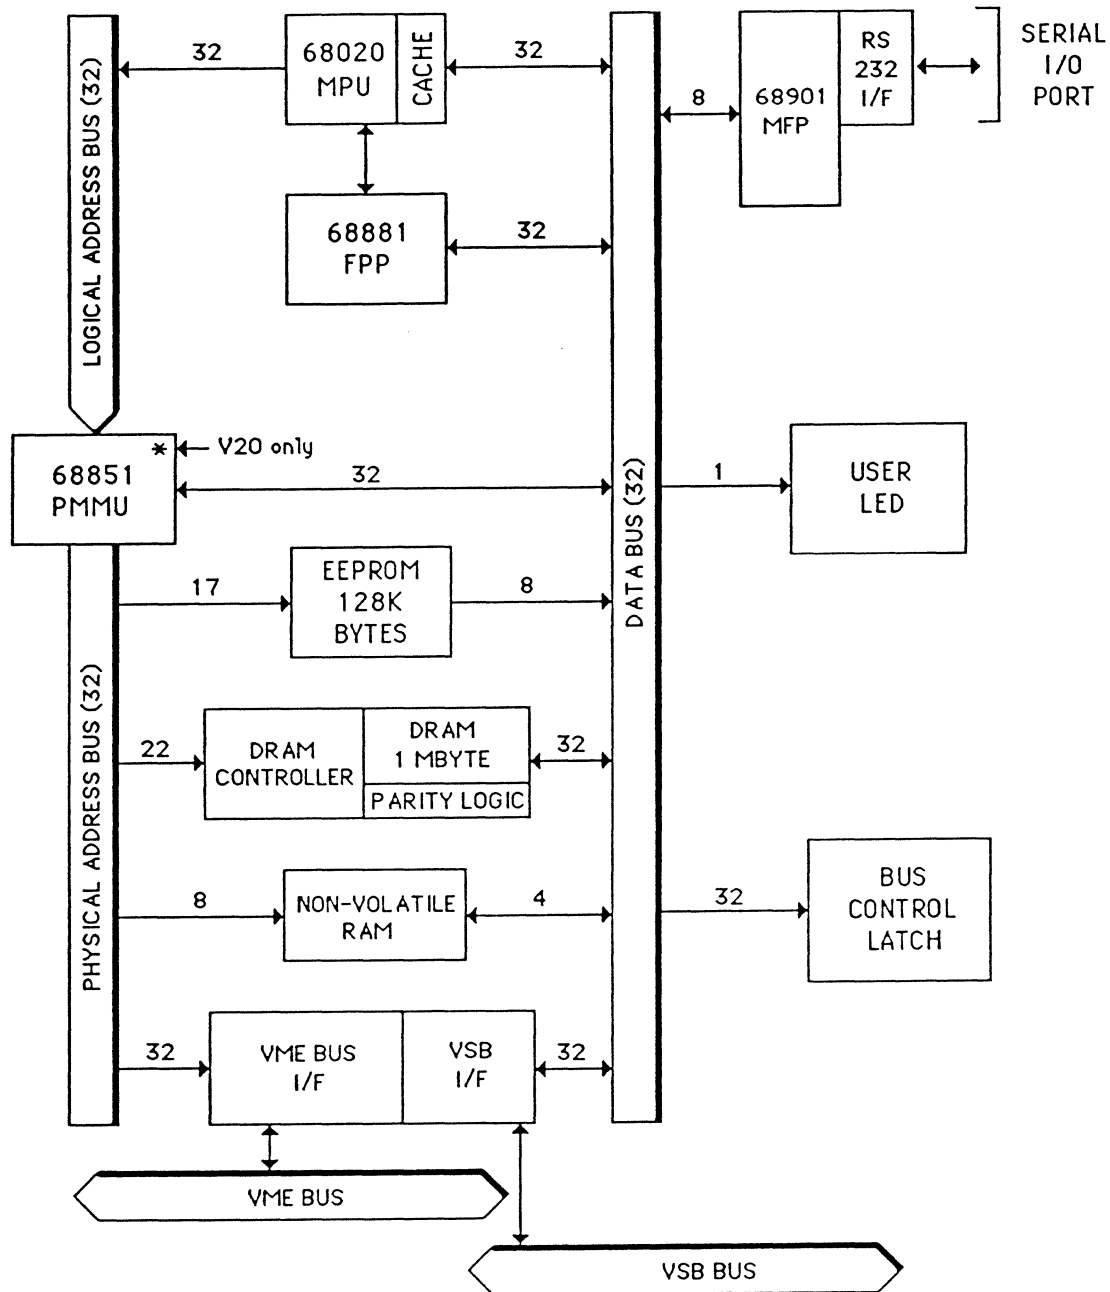 LOGICAL ADDRESS BUS (32)
32
68020
MPU
CACHE
32
68881
FPP
32
8
68901
MFP
RS
232
I/F
SERIAL
I/O
PORT
* V20 only
68851
PMMU
32
DATA BUS (32)
1
USER
LED
PHYSICAL ADDRESS BUS (32)
17
EEPROM
128K
BYTES
8
22
DRAM
CONTROLLER
DRAM
1 MBYTE
PARITY LOGIC
32
8
NON-VOLATILE
RAM
4
32
BUS
CONTROL
LATCH
32
VME BUS
I/F
VSB
I/F
32
VME BUS
VSB BUS